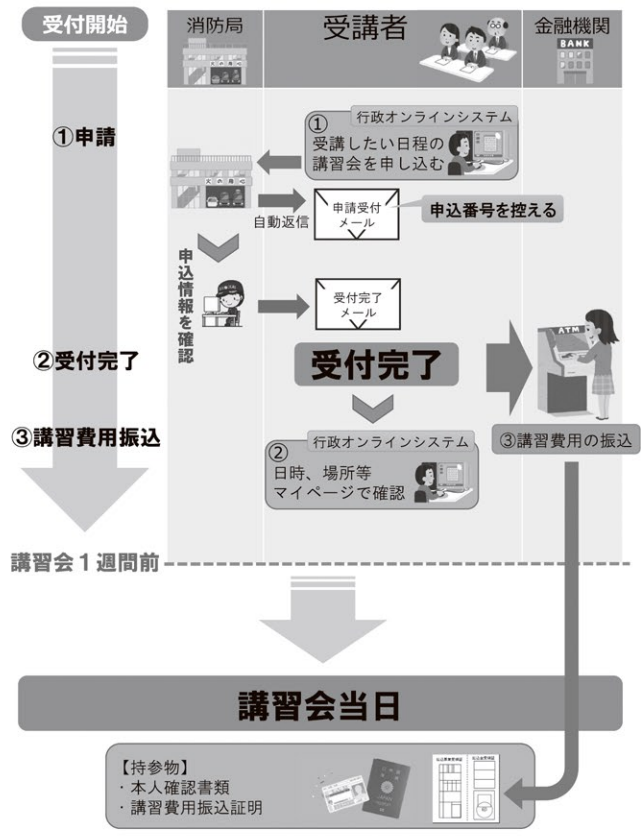 受付開始
消防局
受講者
金融機関
BANK
①申請
①
行政オンラインシステム
受講したい日程の
講習会を申し込む
火の用心
自動返信
申請受付
メール
申込番号を控える
申込情報を確認
受付完了
メール
②受付完了
受付完了
ATM
③講習費用振込
③講習費用の振込
②
行政オンラインシステム
日時、場所等
マイページで確認
講習会１週間前
講習会当日
【持参物】
・本人確認書類
・講習費用振込証明